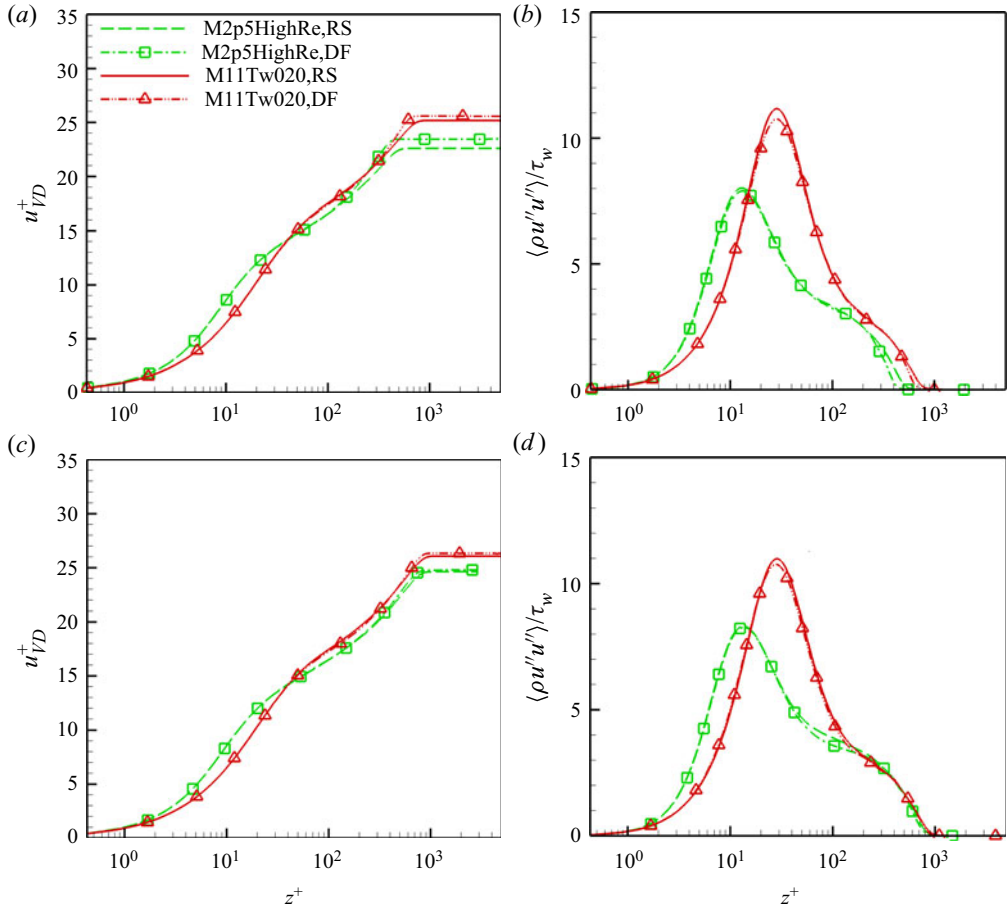 (a)
35
30
25
20
15
10
5
0
u⁺VD
M2p5HighRe,RS
M2p5HighRe,DF
M11Tw020,RS
M11Tw020,DF
10⁰ 10¹ 10² 10³
(b)
15
10
5
0
⟨ρu″u″⟩/τw
10⁰ 10¹ 10² 10³
(c)
35
30
25
20
15
10
5
0
u⁺VD
10⁰ 10¹ 10² 10³
z⁺
(d)
15
10
5
0
⟨ρu″u″⟩/τw
10⁰ 10¹ 10² 10³
z⁺